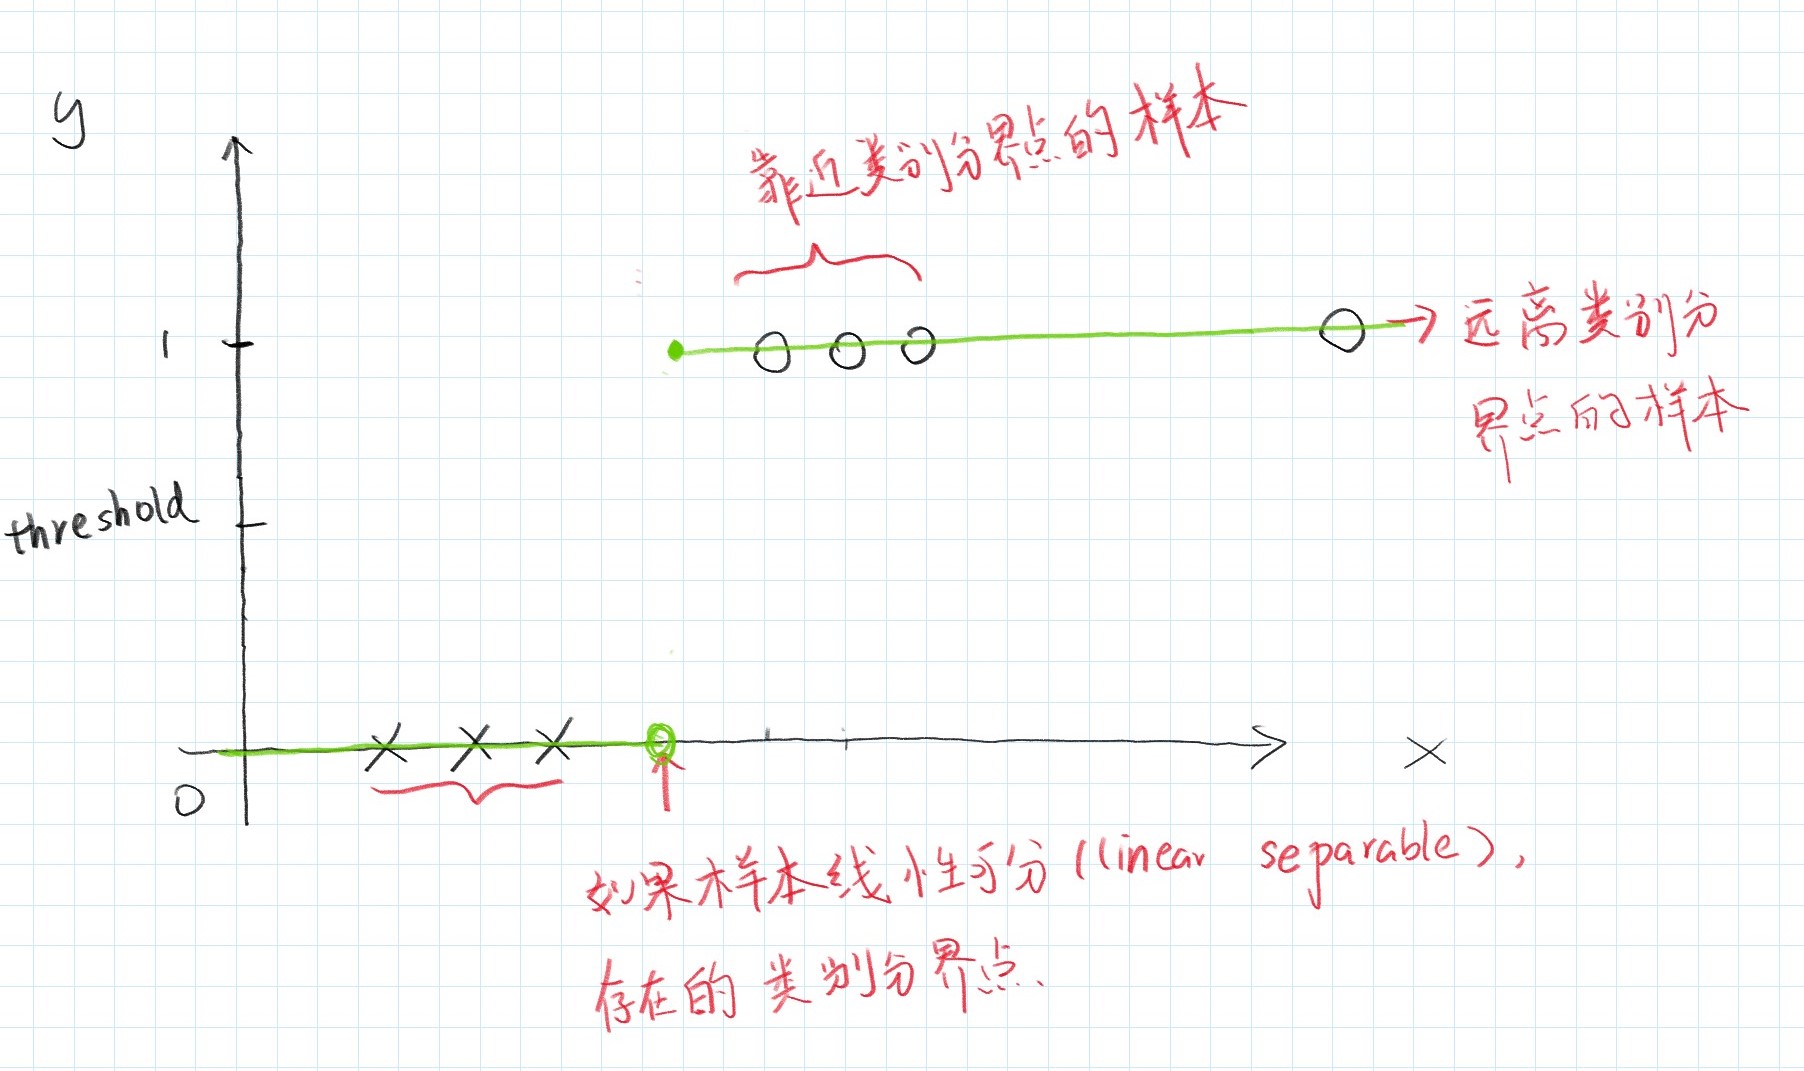 y
靠近类别分界点的样本
1
远离类别分
界点的样本
threshold
0
x
如果样本线性可分(linear separable),
存在的类别分界点.